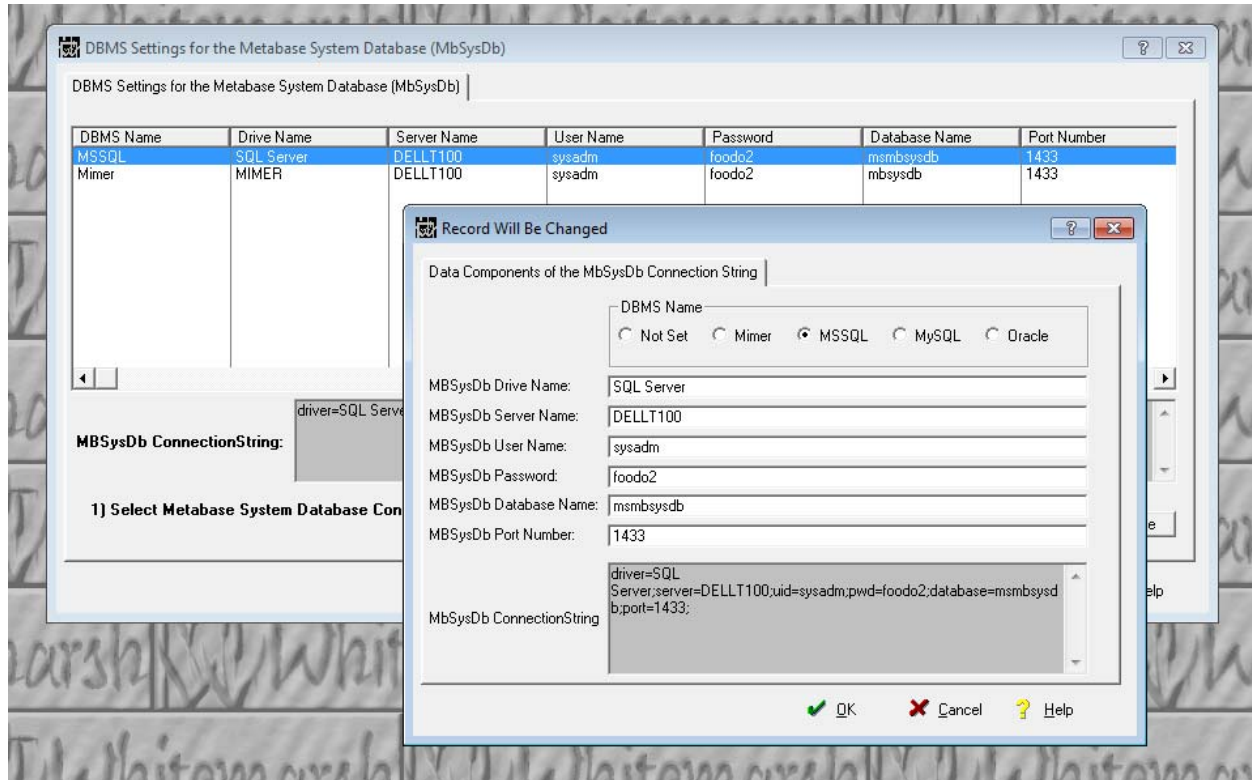 DBMS Settings for the Metabase System Database (MbSysDb)
DBMS Settings for the Metabase System Database (MbSysDb)
DBMS Name Drive Name Server Name User Name Password Database Name Port Number
MSSQL SQL Server DELLT100 sysadm foodo2 msmbsysdb 1433
Mimer MIMER DELLT100 sysadm foodo2 mbsysdb 1433
MBSysDb ConnectionString:
driver=SQL
1) Select Metabase System Database
Record Will Be Changed
Data Components of the MbSysDb Connection String
DBMS Name
Not Set Mimer MSSQL MySQL Oracle
MBSysDb Drive Name: SQL Server
MBSysDb Server Name: DELLT100
MBSysDb User Name: sysadm
MBSysDb Password: foodo2
MBSysDb Database Name: msmbsysdb
MBSysDb Port Number: 1433
MbSysDb ConnectionString
driver=SQL
Server;server=DELLT100;uid=sysadm;pwd=foodo2;database=msmbsysd
b;port=1433;
OK Cancel Help